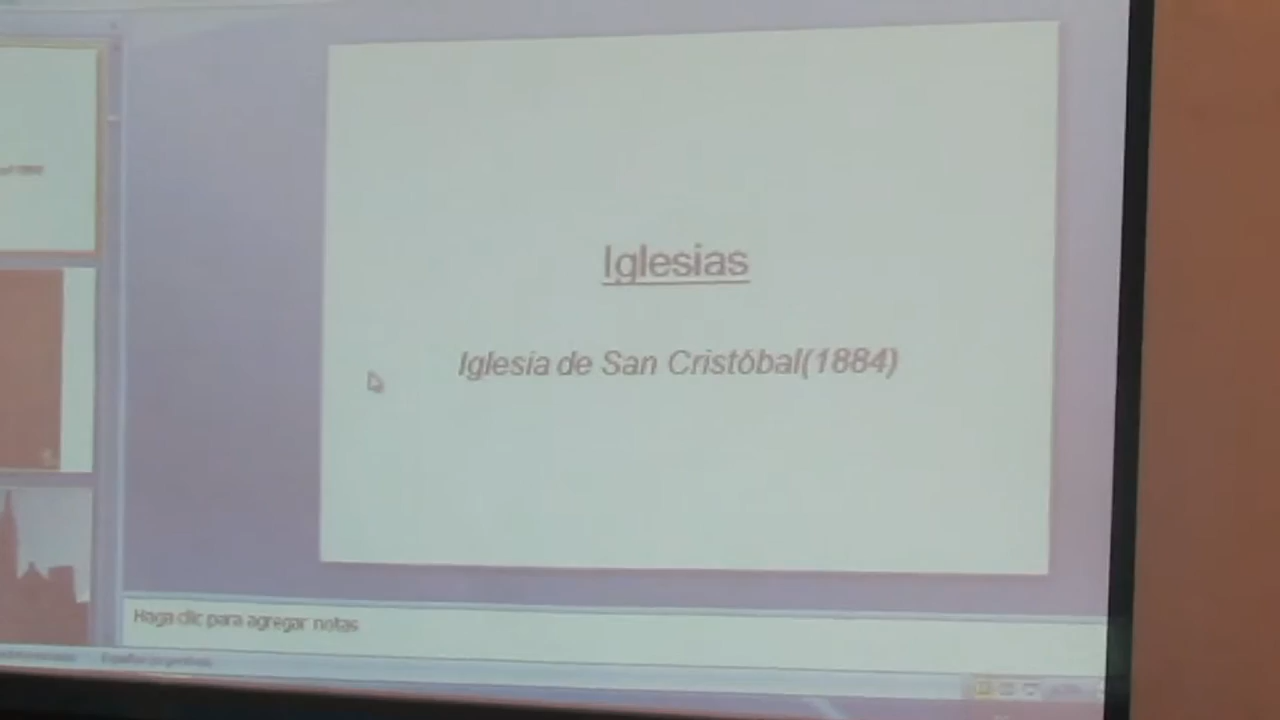 Iglesias
Iglesia de San Cristóbal(1884)
Haga clic para agregar notas